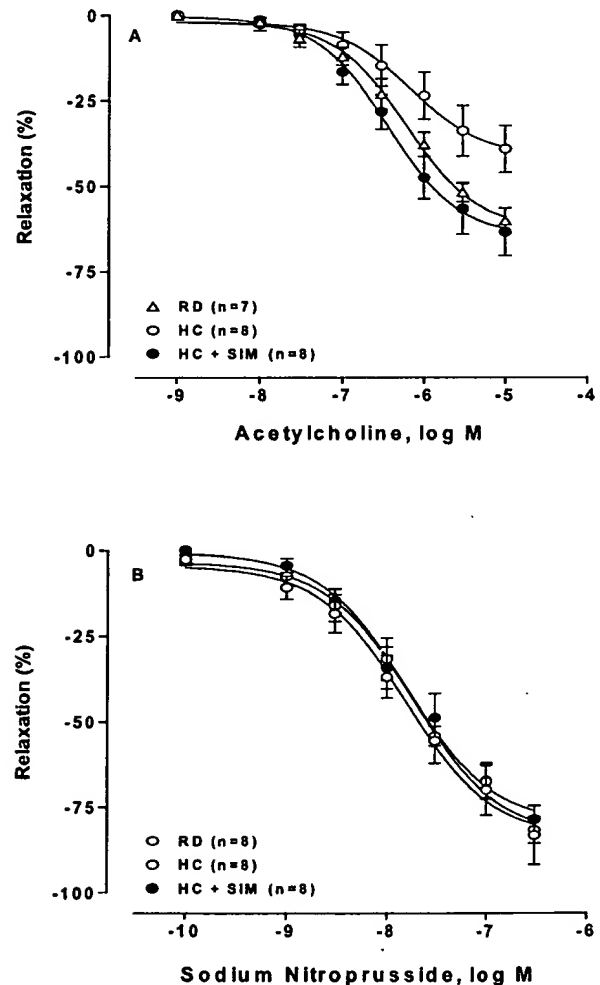 A
0
-25
-50
-75
-100
Relaxation (%)
RD (n=7)
HC (n=8)
HC + SIM (n=8)
-9 -8 -7 -6 -5 -4
Acetylcholine, log M
B
0
-25
-50
-75
-100
Relaxation (%)
RD (n=8)
HC (n=8)
HC + SIM (n=8)
-10 -9 -8 -7 -6
Sodium Nitroprusside, log M